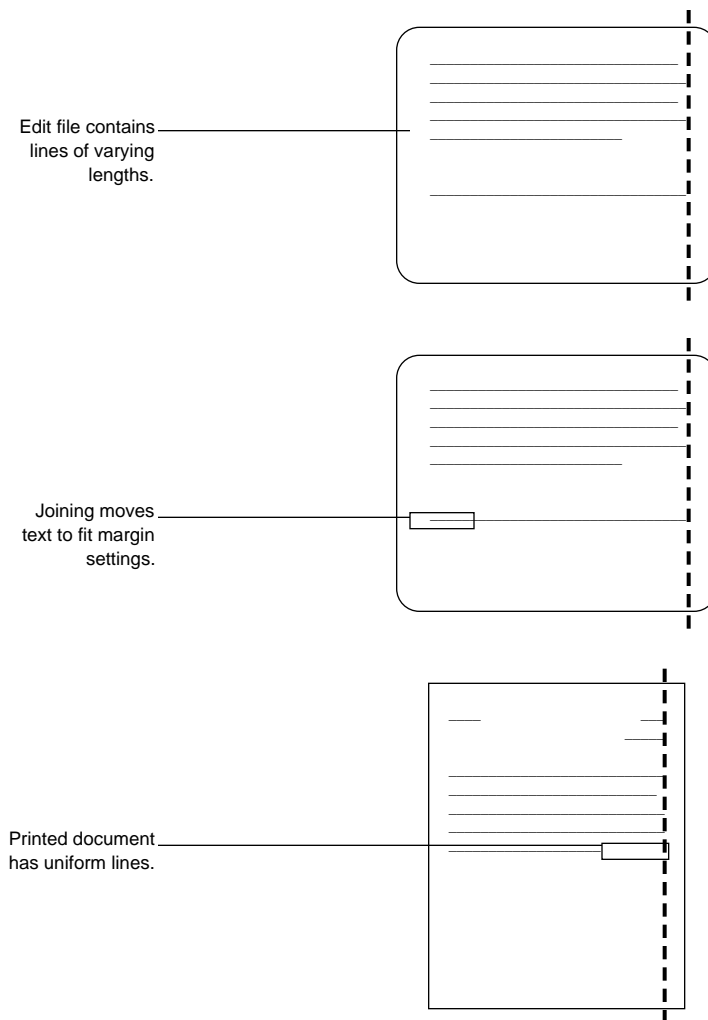 Edit file contains
lines of varying
lengths.
Joining moves
text to fit margin
settings.
Printed document
has uniform lines.